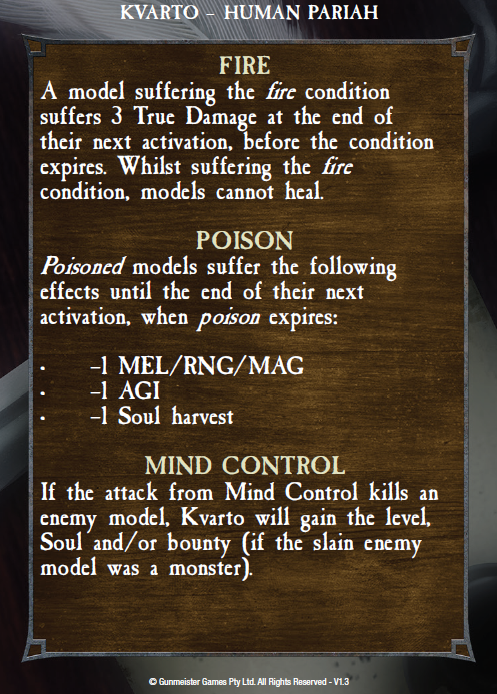 KVARTO – HUMAN PARIAH
FIRE
A model suffering the fire condition
suffers 3 True Damage at the end of
their next activation, before the condition
expires. Whilst suffering the fire
condition, models cannot heal.
POISON
Poisoned models suffer the following
effects until the end of their next
activation, when poison expires:
• –1 MEL/RNG/MAG
• –1 AGI
• –1 Soul harvest
MIND CONTROL
If the attack from Mind Control kills an
enemy model, Kvarto will gain the level,
Soul and/or bounty (if the slain enemy
model was a monster).
© Gunmeister Games Pty Ltd. All Rights Reserved - V1.3